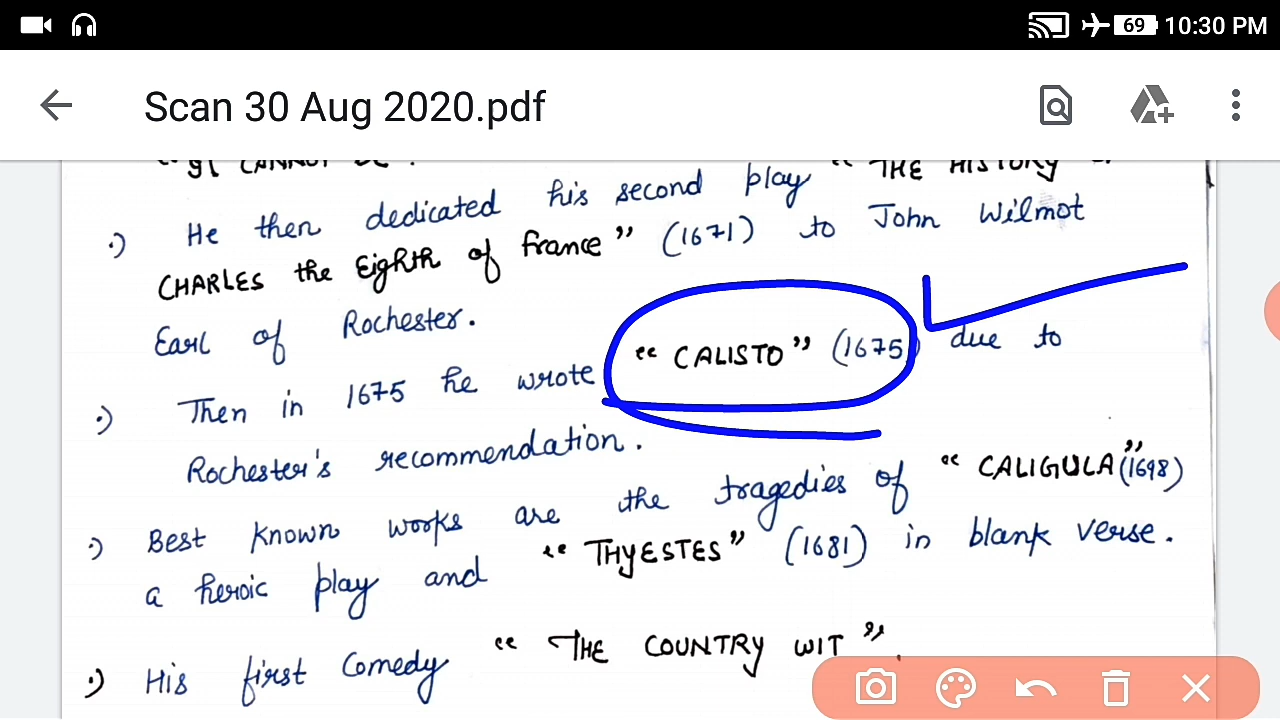 69 10:30 PM
Scan 30 Aug 2020.pdf
CANNOT BE".
:) He then dedicated his second play "THE HISTORY OF
CHARLES the Eighth of france" (1671) to John Wilmot
Earl of Rochester.
:) Then in 1675 he wrote "CALISTO" (1675) due to
Rochester's recommendation.
:) Best known works are the tragedies of "CALIGULA" (1698)
a heroic play and "THYESTES" (1681) in blank verse.
:) His first Comedy "THE COUNTRY WIT".